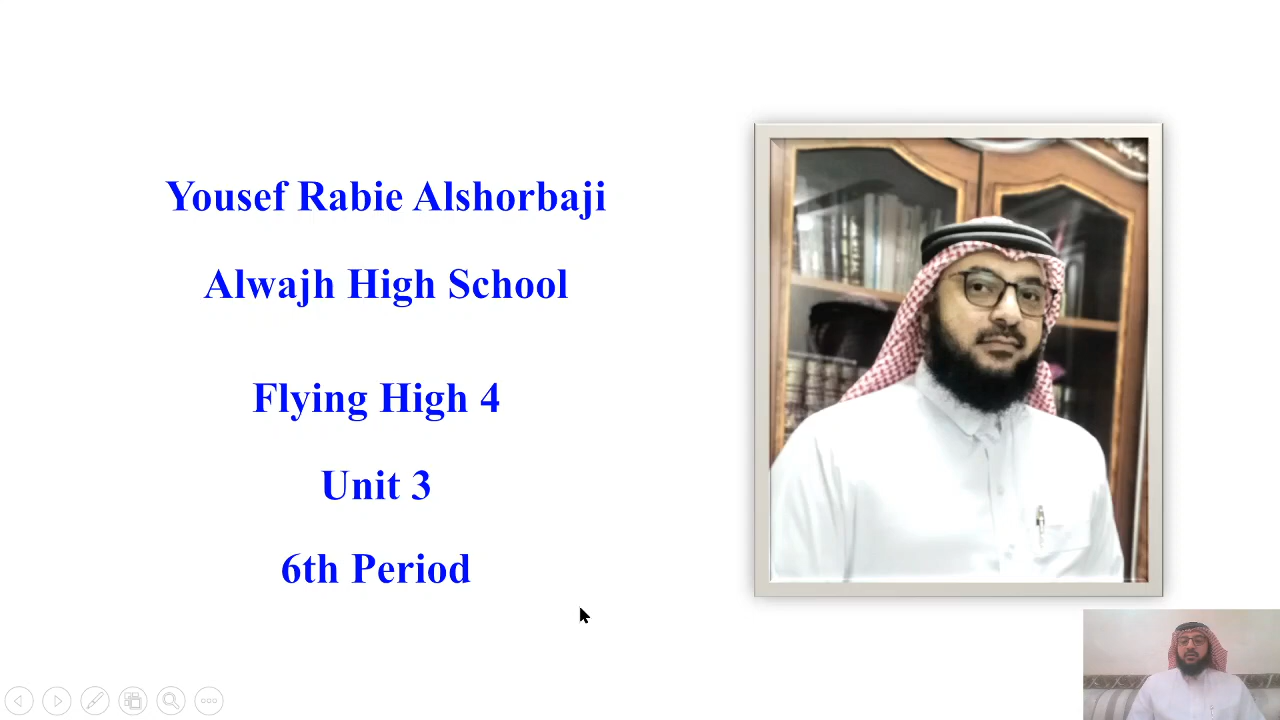 Yousef Rabie Alshorbaji
Alwajh High School
Flying High 4
Unit 3
6th Period